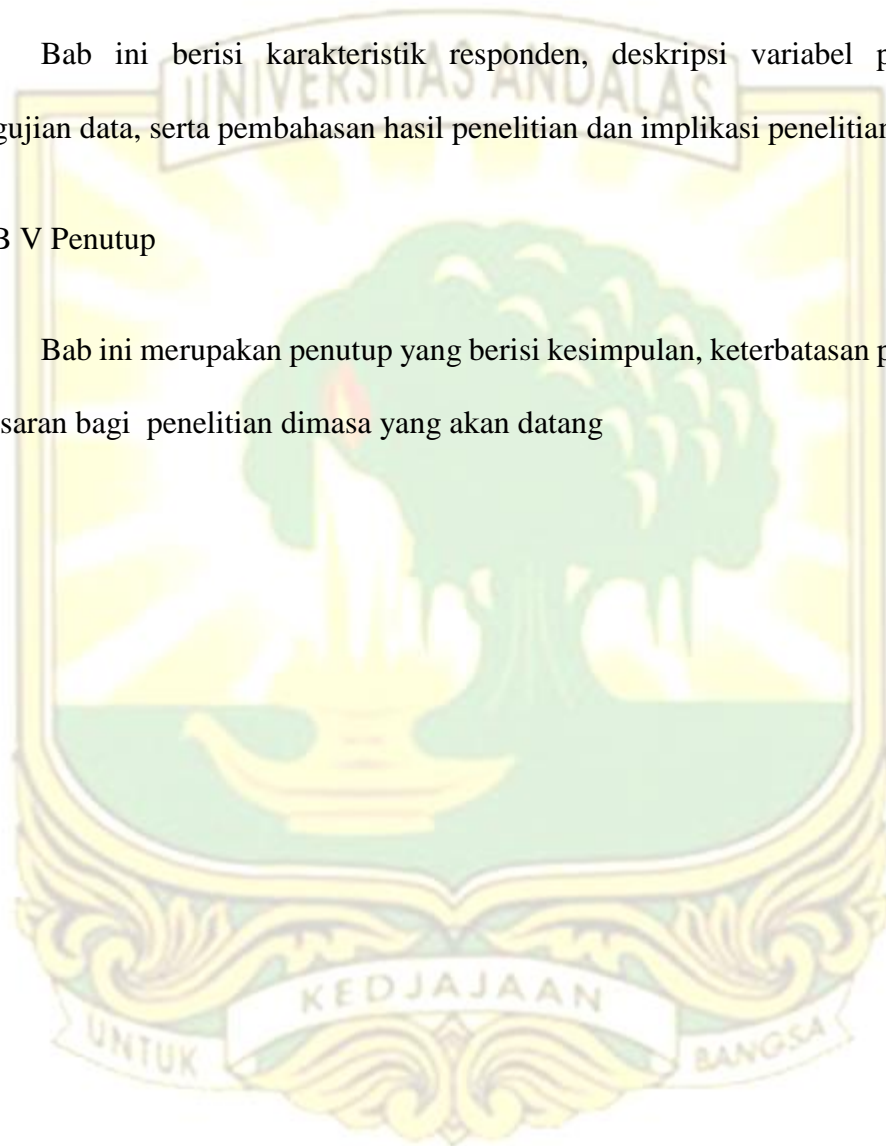 Bab ini berisi karakteristik responden, deskripsi variabel p
gujian data, serta pembahasan hasil penelitian dan implikasi penelitian
B V Penutup
Bab ini merupakan penutup yang berisi kesimpulan, keterbatasan p
saran bagi penelitian dimasa yang akan datang
UNIVERSITAS ANDALAS
UNTUK
KEDJAJAAN
BANGSA